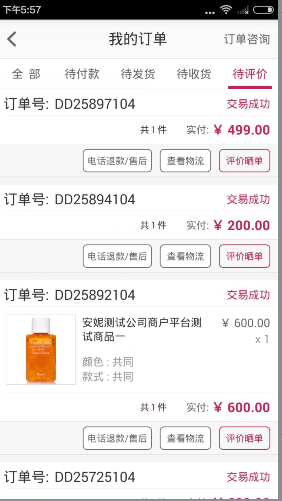 下午5:57
我的订单
订单咨询
全 部 待付款 待发货 待收货 待评价
订单号: DD25897104 交易成功
共1件 实付: ¥ 499.00
电话退款/售后 查看物流 评价晒单
订单号: DD25894104 交易成功
共1件 实付: ¥ 200.00
电话退款/售后 查看物流 评价晒单
订单号: DD25892104 交易成功
安妮测试公司商户平台测 ¥ 600.00
试商品一 x 1
颜色 : 共同
款式 : 共同
共1件 实付: ¥ 600.00
电话退款/售后 查看物流 评价晒单
订单号: DD25725104 交易成功